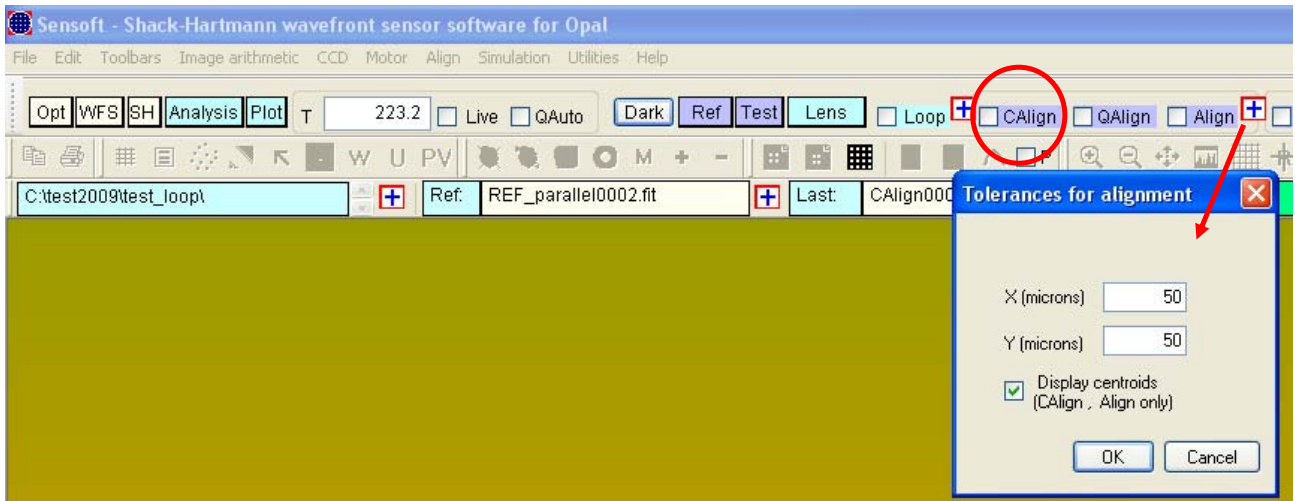 Sensoft - Shack-Hartmann wavefront sensor software for Opal
File Edit Toolbars Image arithmetic CCD Motor Align Simulation Utilities Help
Opt WFS SH Analysis Plot T 223.2 Live QAuto Dark Ref Test Lens Loop CAlign QAlign Align
W U PV M + - P
C:\test2009\test_loop\ Ref: REF_parallel0002.fit Last: CAlign000
Tolerances for alignment
X (microns) 50
Y (microns) 50
Display centroids
(CAlign , Align only)
OK Cancel